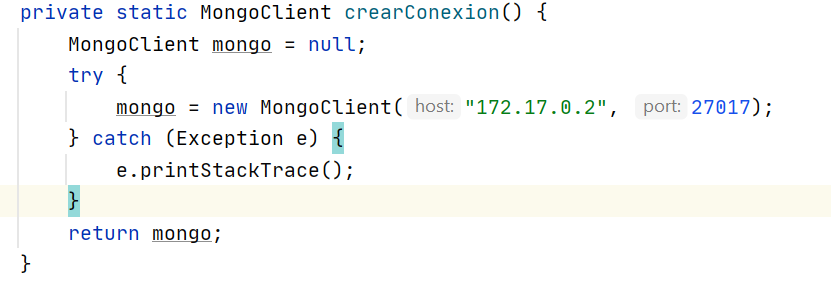 private static MongoClient crearConexion() {
    MongoClient mongo = null;
    try {
        mongo = new MongoClient( host: "172.17.0.2",  port: 27017);
    } catch (Exception e) {
        e.printStackTrace();
    }
    return mongo;
}